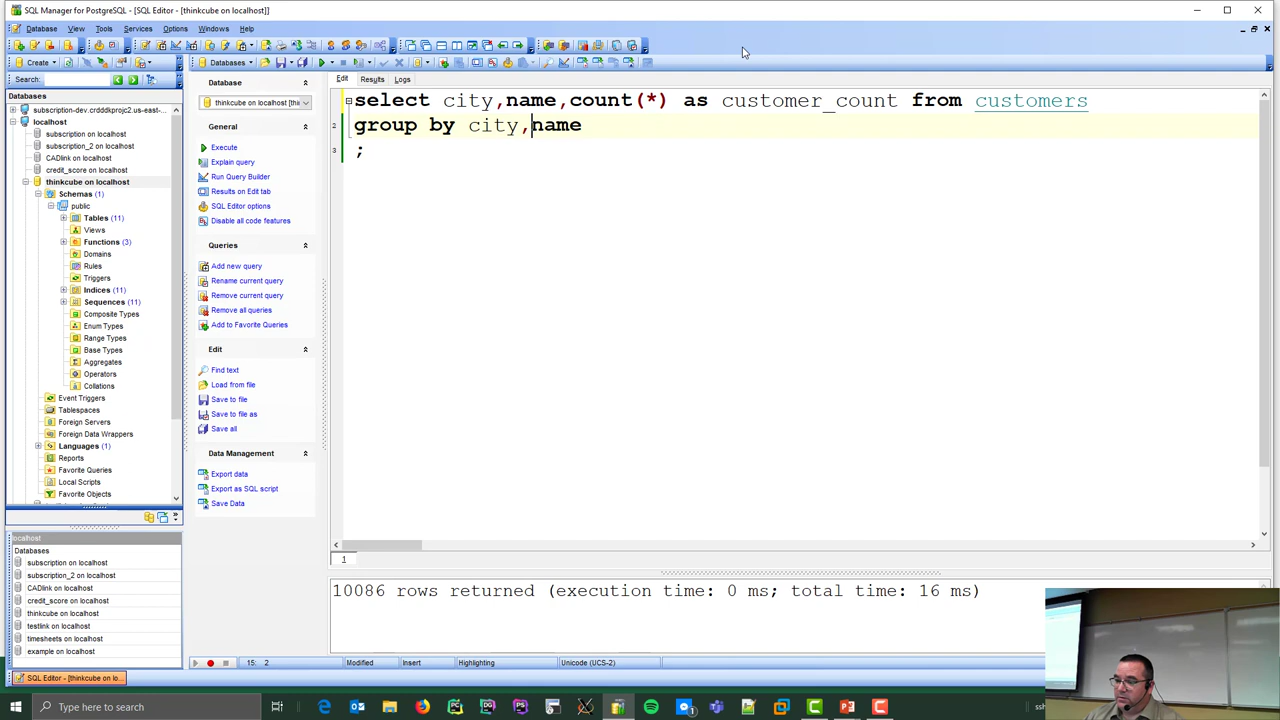 SQL Manager for PostgreSQL - [SQL Editor - [thinkcube on localhost]]
Database View Tools Services Options Windows Help
Create Databases
Search:
Databases
subscription-dev.crdddkprojc2.us-east-
localhost
subscription on localhost
subscription_2 on localhost
CADlink on localhost
credit_score on localhost
thinkcube on localhost
Schemas (1)
public
Tables (11)
Views
Functions (3)
Domains
Rules
Triggers
Indices (11)
Sequences (11)
Composite Types
Enum Types
Range Types
Base Types
Aggregates
Operators
Collations
Event Triggers
Tablespaces
Foreign Servers
Foreign Data Wrappers
Languages (1)
Reports
Favorite Queries
Local Scripts
Favorite Objects
localhost
Databases
subscription on localhost
subscription_2 on localhost
CADlink on localhost
credit_score on localhost
thinkcube on localhost
testlink on localhost
timesheets on localhost
example on localhost
Database
thinkcube on localhost [thin
General
Execute
Explain query
Run Query Builder
Results on Edit tab
SQL Editor options
Disable all code features
Queries
Add new query
Rename current query
Remove current query
Remove all queries
Add to Favorite Queries
Edit
Find text
Load from file
Save to file
Save to file as
Save all
Data Management
Export data
Export as SQL script
Save Data
Edit Results Logs
select city,name,count(*) as customer_count from customers
2 group by city,name
3 ;
1
10086 rows returned (execution time: 0 ms; total time: 16 ms)
15: 2 Modified Insert Highlighting Unicode (UCS-2)
SQL Editor - [thinkcube on lo...
Type here to search